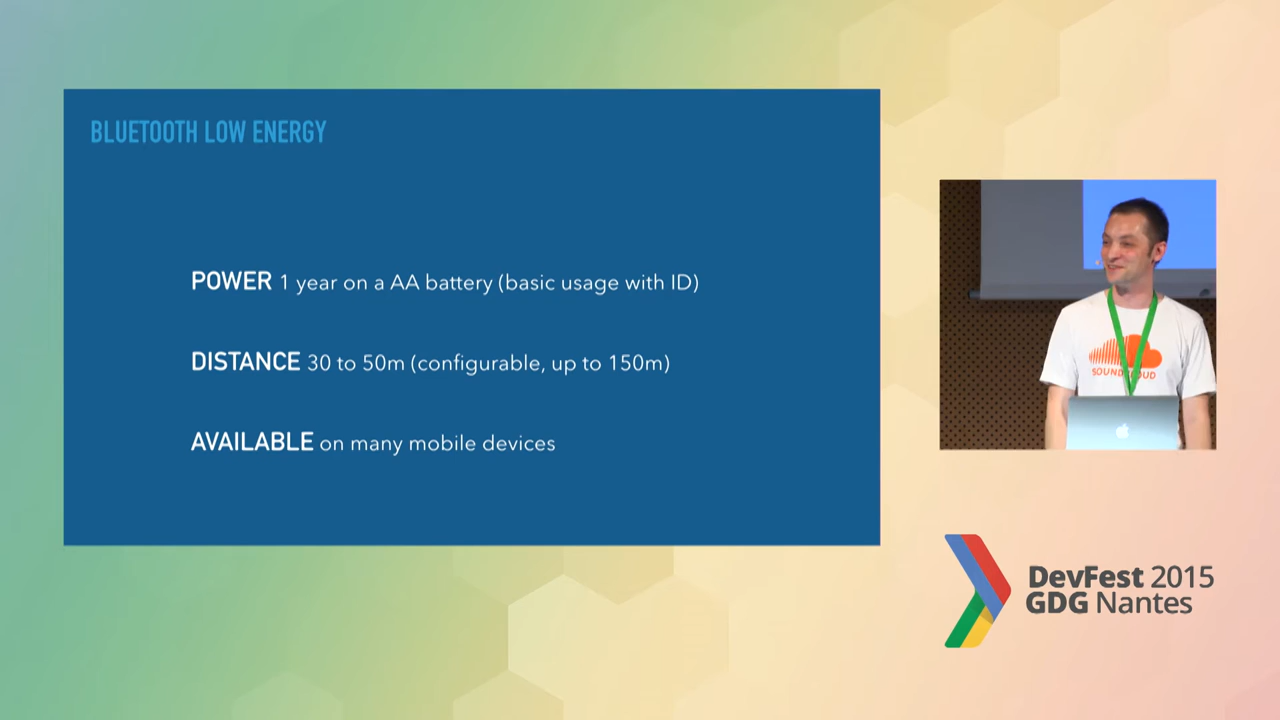 BLUETOOTH LOW ENERGY
POWER 1 year on a AA battery (basic usage with ID)
DISTANCE 30 to 50m (configurable, up to 150m)
AVAILABLE on many mobile devices
SOUNDCLOUD
DevFest 2015
GDG Nantes